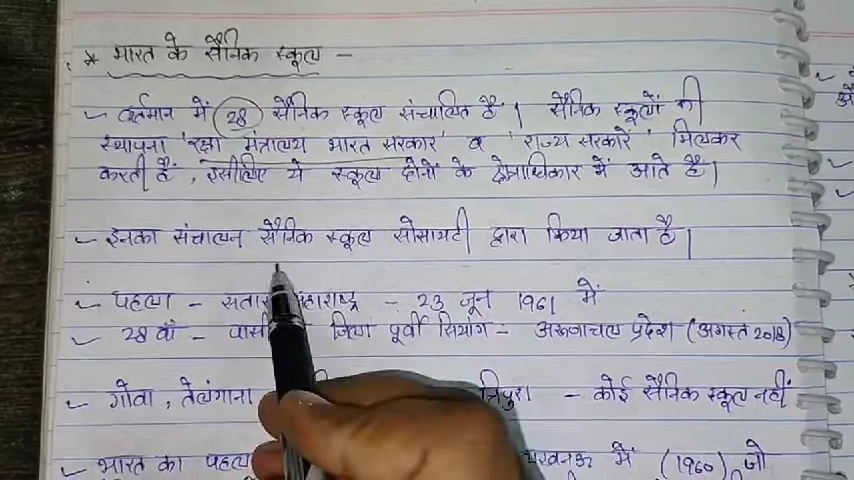 * भारत के सैनिक स्कूल -
वर्तमान में 28 सैनिक स्कूल संचालित हैं। सैनिक स्कूलों की
स्थापना 'रक्षा मंत्रालय भारत सरकार' व 'राज्य सरकारें' मिलकर
करती हैं, इसीलिए ये स्कूल दोनों के क्षेत्राधिकार में आते हैं।
इनका संचालन सैनिक स्कूल सोसायटी द्वारा किया जाता है।
पहला - सतारा महाराष्ट्र - 23 जून 1961 में
28 वाँ - जिला पूर्वी सियांग - अरुणाचल प्रदेश (अगस्त 2018)
गोवा, तेलंगाना त्रिपुरा - कोई सैनिक स्कूल नहीं
भारत का पहला लखनऊ में (1960) जो